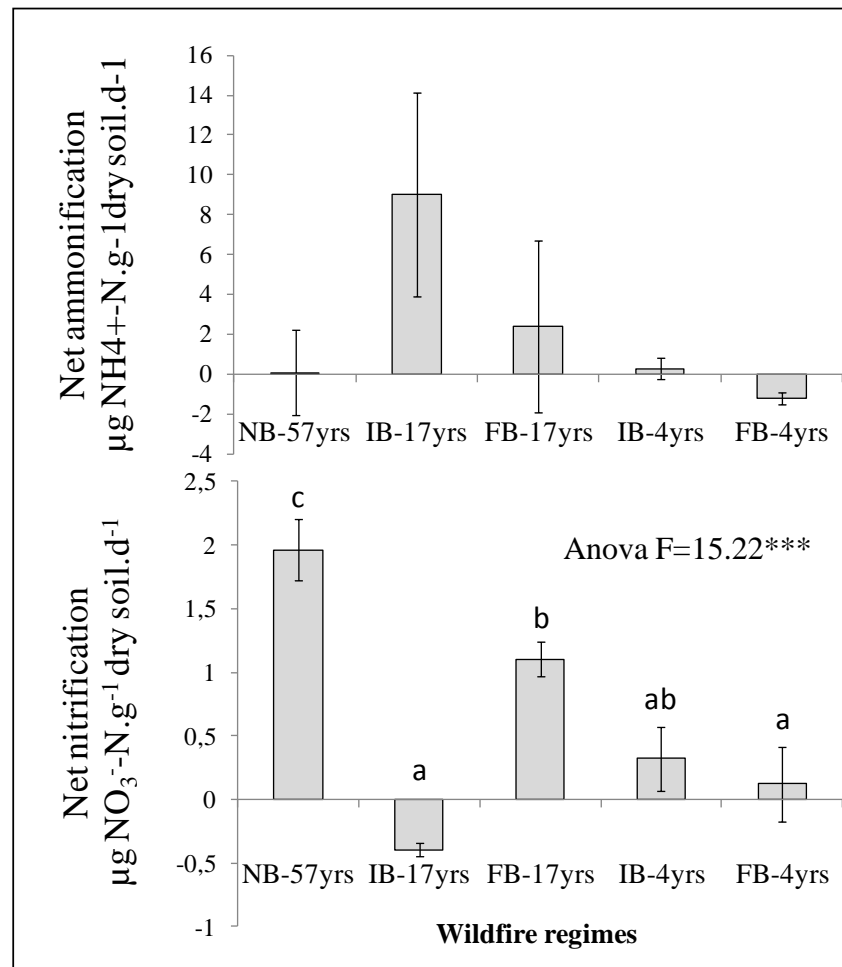 Net ammonification
µg NH4+-N.g-1dry soil.d-1
16
14
12
10
8
6
4
2
0
-2
-4
NB-57yrs IB-17yrs FB-17yrs IB-4yrs FB-4yrs
Net nitrification
µg NO₃⁻-N.g⁻¹ dry soil.d⁻¹
2,5
2
1,5
1
0,5
0
-0,5
-1
c
a
b
ab
a
Anova F=15.22***
NB-57yrs IB-17yrs FB-17yrs IB-4yrs FB-4yrs
Wildfire regimes